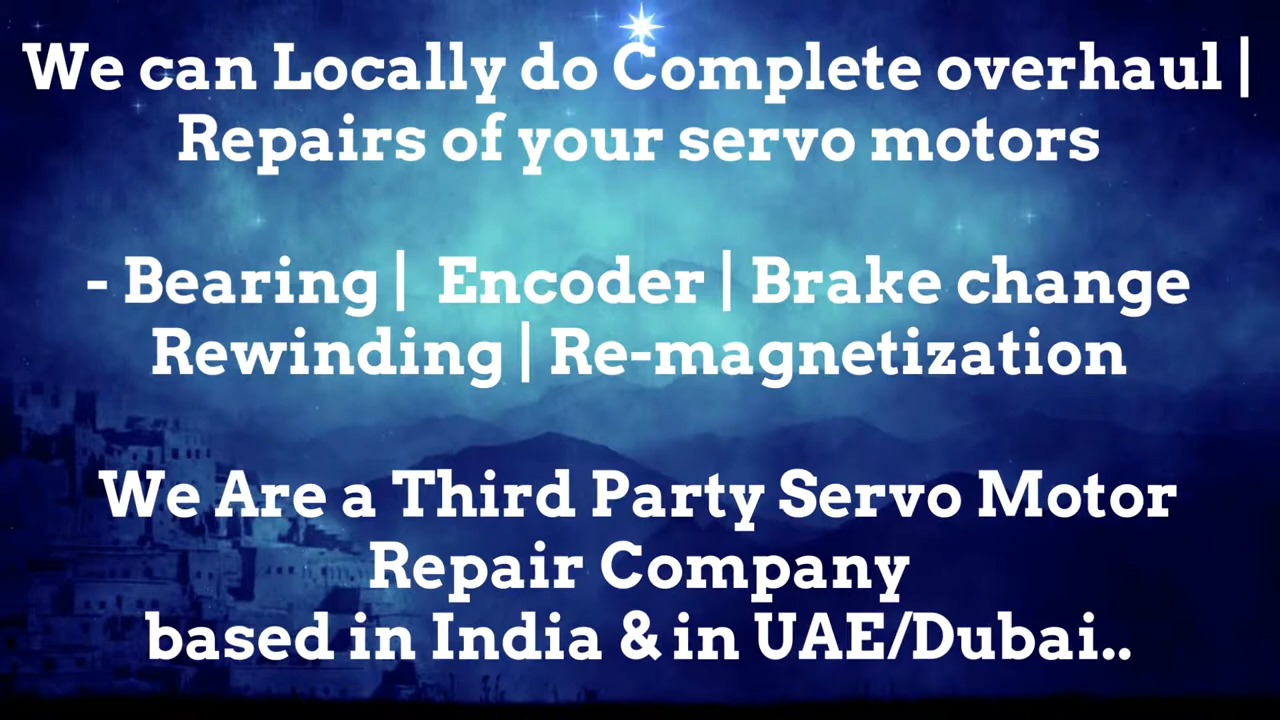 We can Locally do Complete overhaul |
Repairs of your servo motors
- Bearing | Encoder | Brake change
Rewinding | Re-magnetization
We Are a Third Party Servo Motor
Repair Company
based in India & in UAE/Dubai..